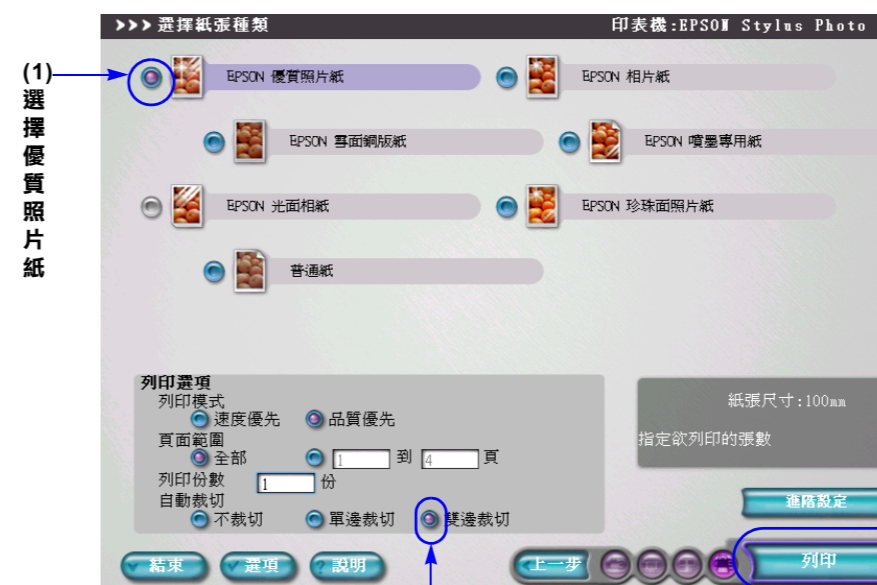 >>> 選擇紙張種類
印表機:EPSON Stylus Photo
(1)
選
擇
優
質
照
片
紙
EPSON 優質照片紙
EPSON 相片紙
EPSON 雪面銅版紙
EPSON 噴墨專用紙
EPSON 光面相紙
EPSON 珍珠面照片紙
普通紙
列印選項
列印模式
速度優先 品質優先
頁面範圍
全部 1 到 4 頁
列印份數 1 份
自動裁切
不裁切 單邊裁切 雙邊裁切
紙張尺寸:100mm
指定欲列印的張數
進階設定
結束 選項 ? 說明 上一步 列印